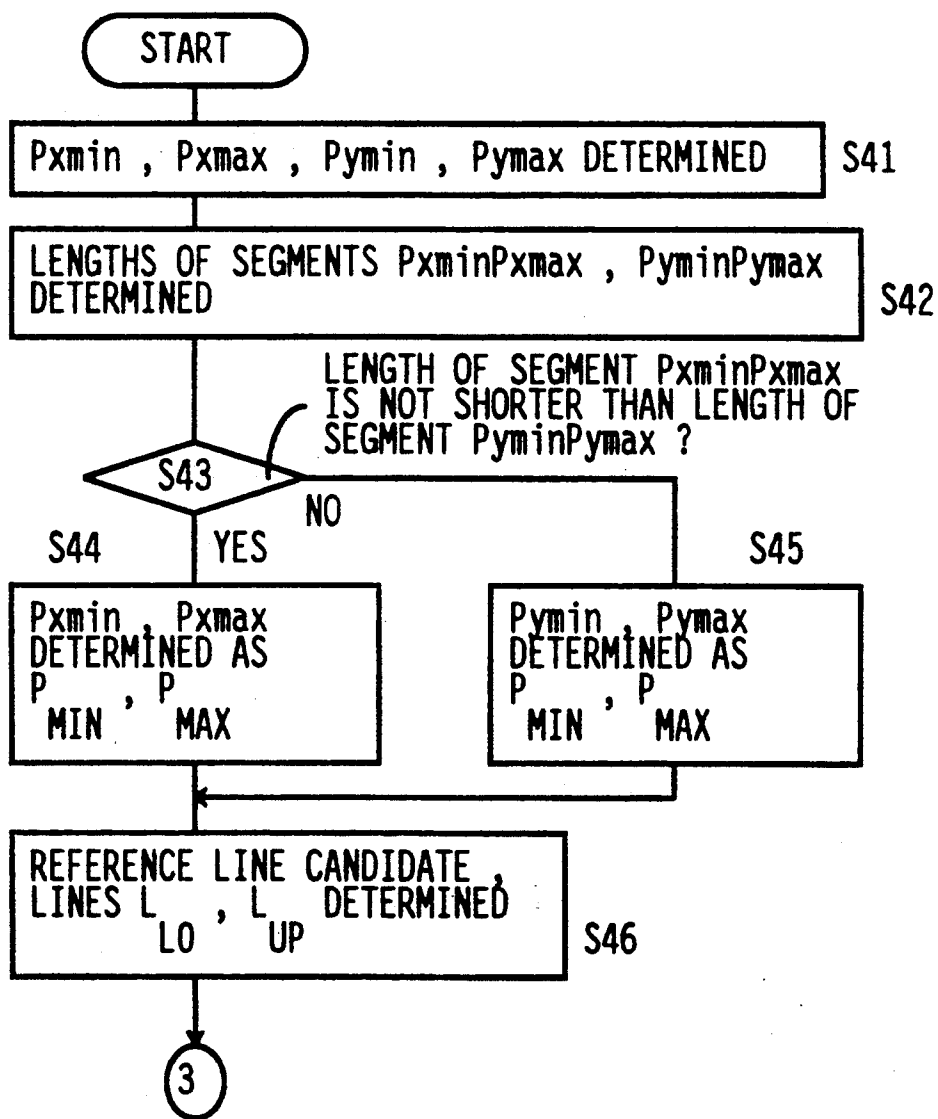 START
Pxmin , Pxmax , Pymin , Pymax DETERMINED
S41
LENGTHS OF SEGMENTS PxminPxmax , PyminPymax
DETERMINED
S42
LENGTH OF SEGMENT PxminPxmax
IS NOT SHORTER THAN LENGTH OF
SEGMENT PyminPymax ?
S43
NO
YES
S44
Pxmin , Pxmax
DETERMINED AS
P MIN , P MAX
S45
Pymin , Pymax
DETERMINED AS
P MIN , P MAX
REFERENCE LINE CANDIDATE ,
LINES L LO , L UP DETERMINED
S46
3